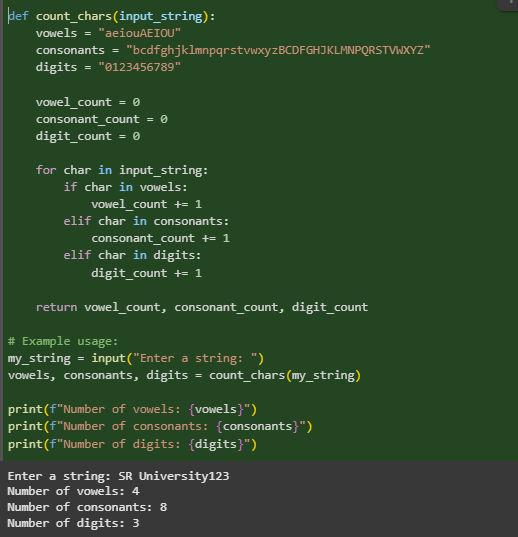 def count_chars(input_string):
    vowels = "aeiouAEIOU"
    consonants = "bcdfghjklmnpqrstvwxyzBCDFGHJKLMNPQRSTVWXYZ"
    digits = "0123456789"

    vowel_count = 0
    consonant_count = 0
    digit_count = 0

    for char in input_string:
        if char in vowels:
            vowel_count += 1
        elif char in consonants:
            consonant_count += 1
        elif char in digits:
            digit_count += 1

    return vowel_count, consonant_count, digit_count

# Example usage:
my_string = input("Enter a string: ")
vowels, consonants, digits = count_chars(my_string)

print(f"Number of vowels: {vowels}")
print(f"Number of consonants: {consonants}")
print(f"Number of digits: {digits}")
Enter a string: SR University123
Number of vowels: 4
Number of consonants: 8
Number of digits: 3